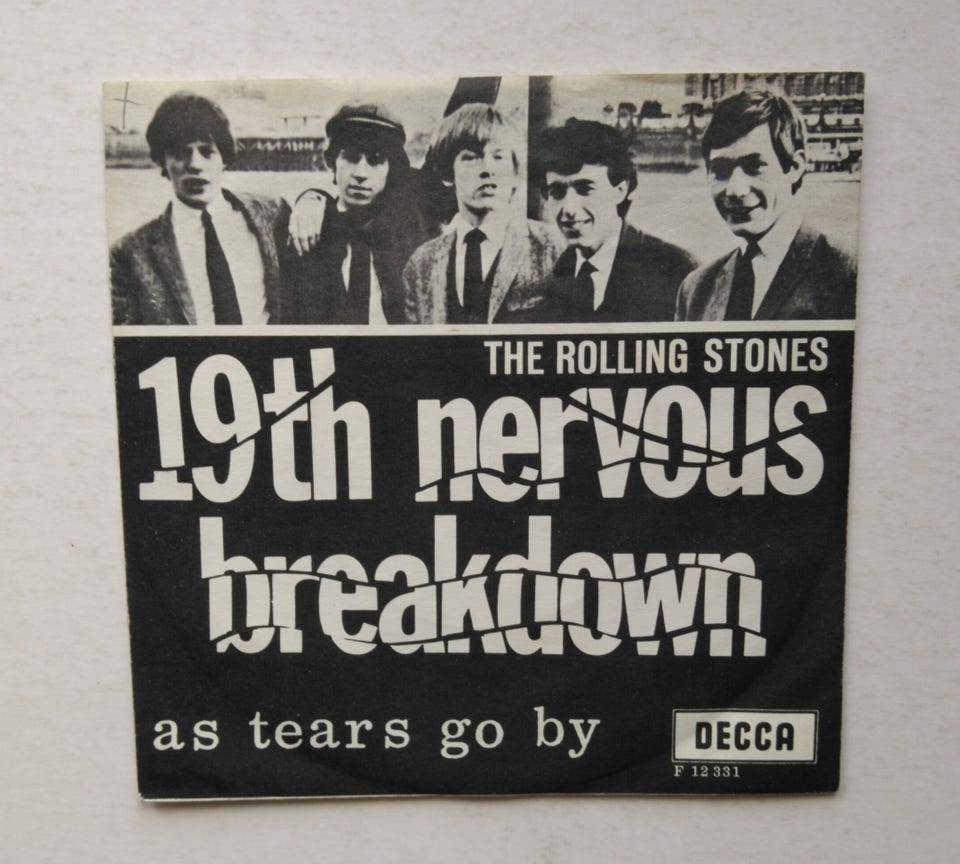 THE ROLLING STONES
19th nervous
breakdown
as tears go by
DECCA
F 12 331